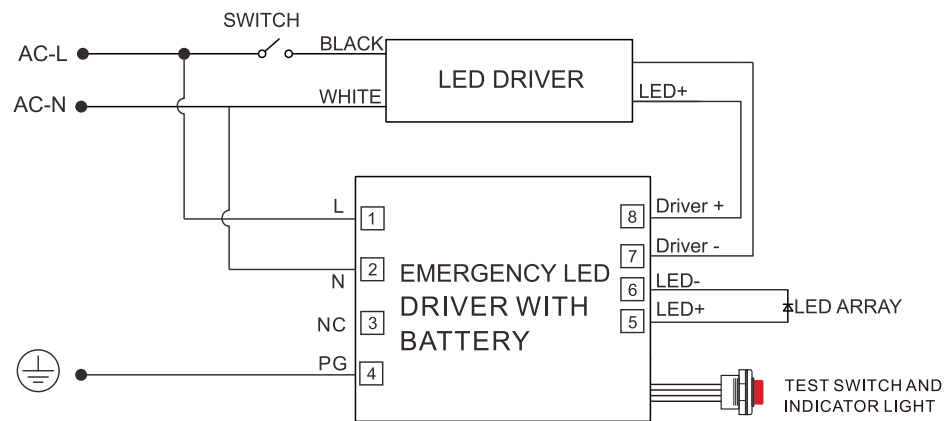 SWITCH
AC-L
BLACK
LED DRIVER
AC-N
WHITE
LED+
L
1
8
Driver +
7
Driver -
2
N
EMERGENCY LED
DRIVER WITH
BATTERY
6
LED-
LED ARRAY
NC
3
5
LED+
PG
4
TEST SWITCH AND
INDICATOR LIGHT